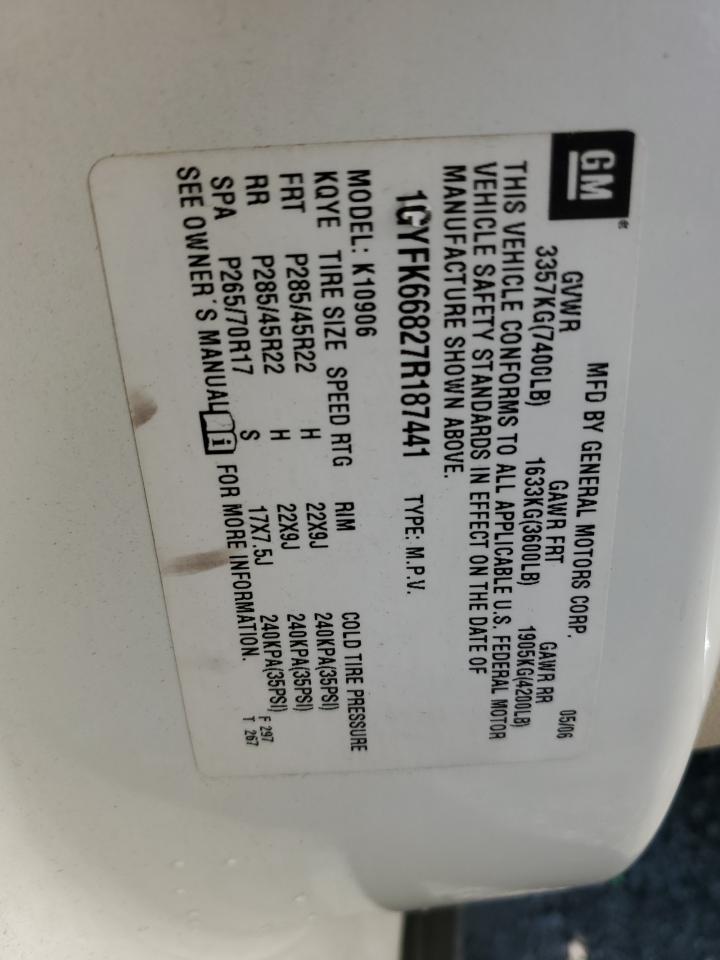 GM®
MFD BY GENERAL MOTORS CORP.
05/06
GVWR GAWR FRT GAWR RR
3357KG(7400LB) 1633KG(3600LB) 1905KG(4200LB)
THIS VEHICLE CONFORMS TO ALL APPLICABLE U.S. FEDERAL MOTOR
VEHICLE SAFETY STANDARDS IN EFFECT ON THE DATE OF
MANUFACTURE SHOWN ABOVE.
1GYFK66827R187441 TYPE: M.P.V.
MODEL: K10906
KQYE TIRE SIZE SPEED RTG RIM COLD TIRE PRESSURE
FRT P285/45R22 H 22X9J 240KPA(35PSI)
RR P285/45R22 H 22X9J 240KPA(35PSI)
SPA P265/70R17 S 17X7.5J 240KPA(35PSI)
SEE OWNER'S MANUAL FOR MORE INFORMATION.
F 297
T 267